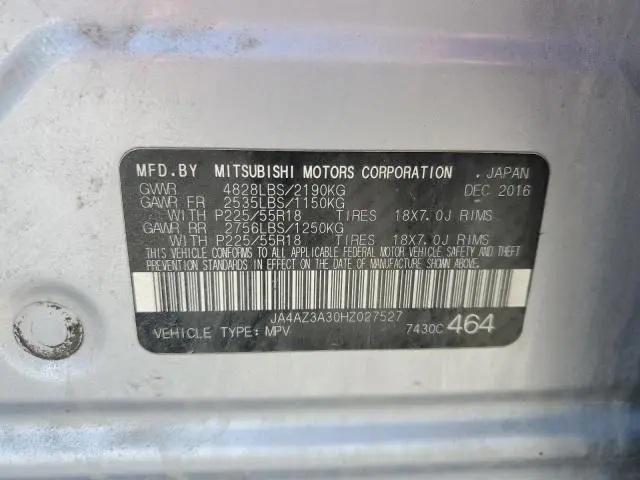 MFD.BY MITSUBISHI MOTORS CORPORATION . JAPAN
GVWR 4828LBS/2190KG DEC 2016
GAWR FR 2535LBS/1150KG
WITH P225/55R18 TIRES 18X7.0J RIMS
GAWR RR 2756LBS/1250KG
WITH P225/55R18 TIRES 18X7.0J RIMS
THIS VEHICLE CONFORMS TO ALL APPLICABLE FEDERAL MOTOR VEHICLE SAFETY AND THEFT
PREVENTION STANDARDS IN EFFECT ON THE DATE OF MANUFACTURE SHOWN ABOVE.
JA4AZ3A30HZ027527
VEHICLE TYPE: MPV 7430C 464